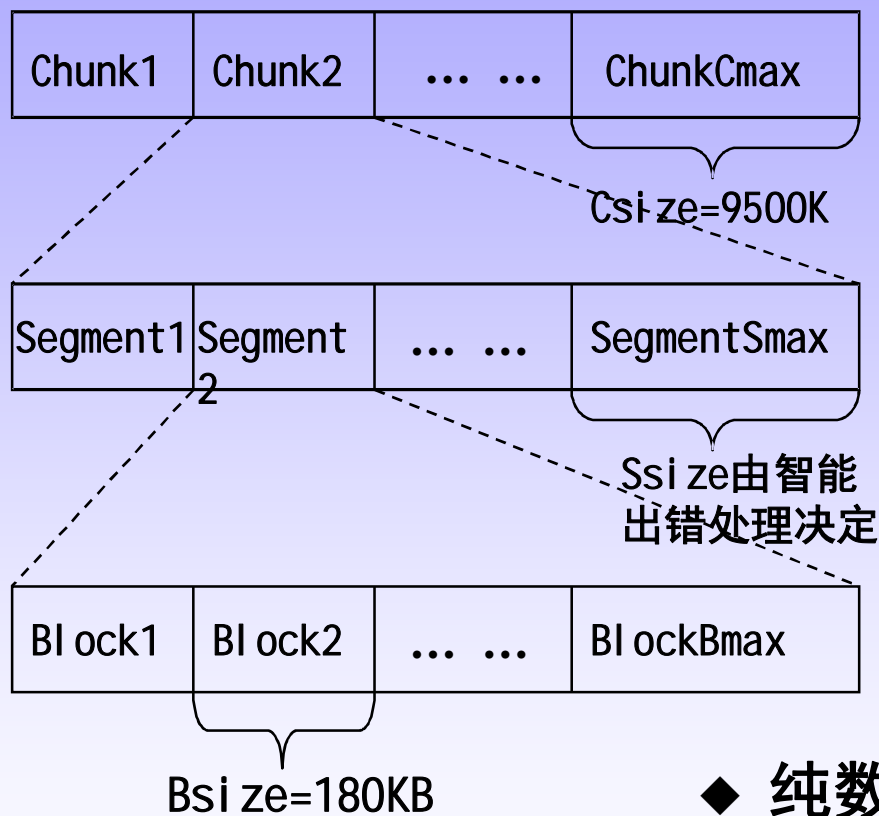 Chunk1 Chunk2 … … ChunkCmax
Csize=9500K
Segment1 Segment … … SegmentSmax
2
Ssize由智能
出错处理决定
Block1 Block2 … … BlockBmax
Bsize=180KB
◆ 纯数